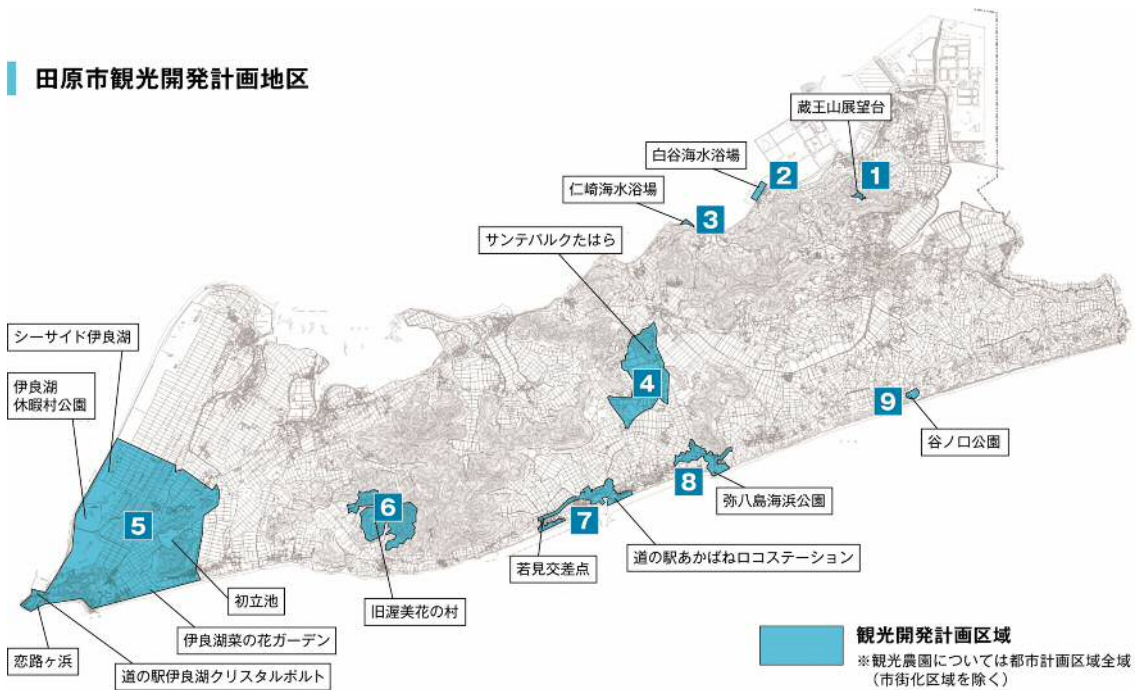 田原市観光開発計画地区
蔵王山展望台
白谷海水浴場
2
1
仁崎海水浴場
3
サンテパルクたはら
シーサイド伊良湖
4
伊良湖
休暇村公園
9
谷ノ口公園
8
弥八島海浜公園
6
5
7
若見交差点
道の駅あかばねロコステーション
初立池
旧渥美花の村
伊良湖菜の花ガーデン
恋路ヶ浜
道の駅伊良湖クリスタルボルト
観光開発計画区域
※観光農園については都市計画区域全域
（市街化区域を除く）